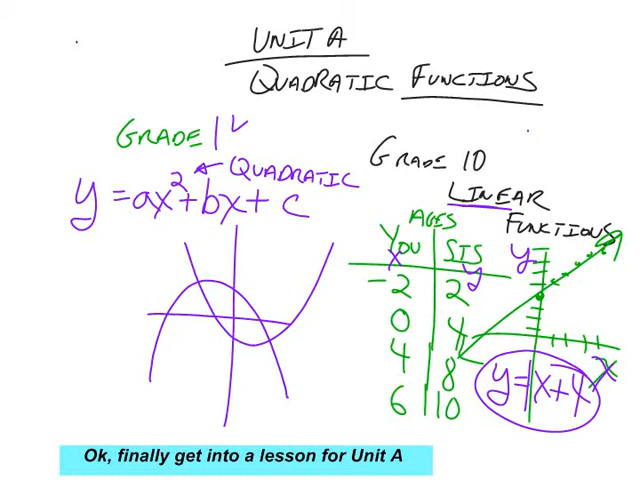 UNIT A
QUADRATIC FUNCTIONS
GRADE 11
QUADRATIC
y = ax²+bx+c
GRADE 10
LINEAR
FUNCTIONS
AGES
YOU SIS
x y
-2 2
0 4
4 8
6 10
y
x
y=x+4
Ok, finally get into a lesson for Unit A